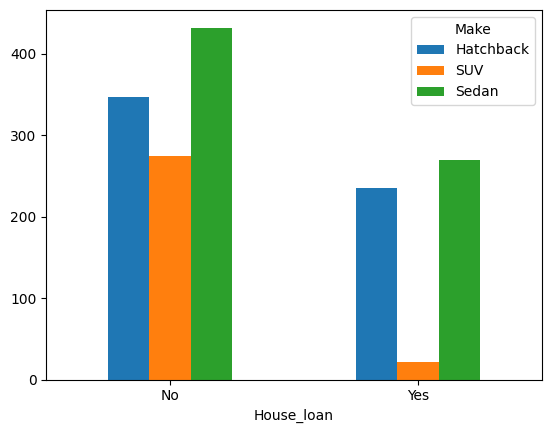 Make
Hatchback
SUV
Sedan
400
300
200
100
0
No
Yes
House_loan